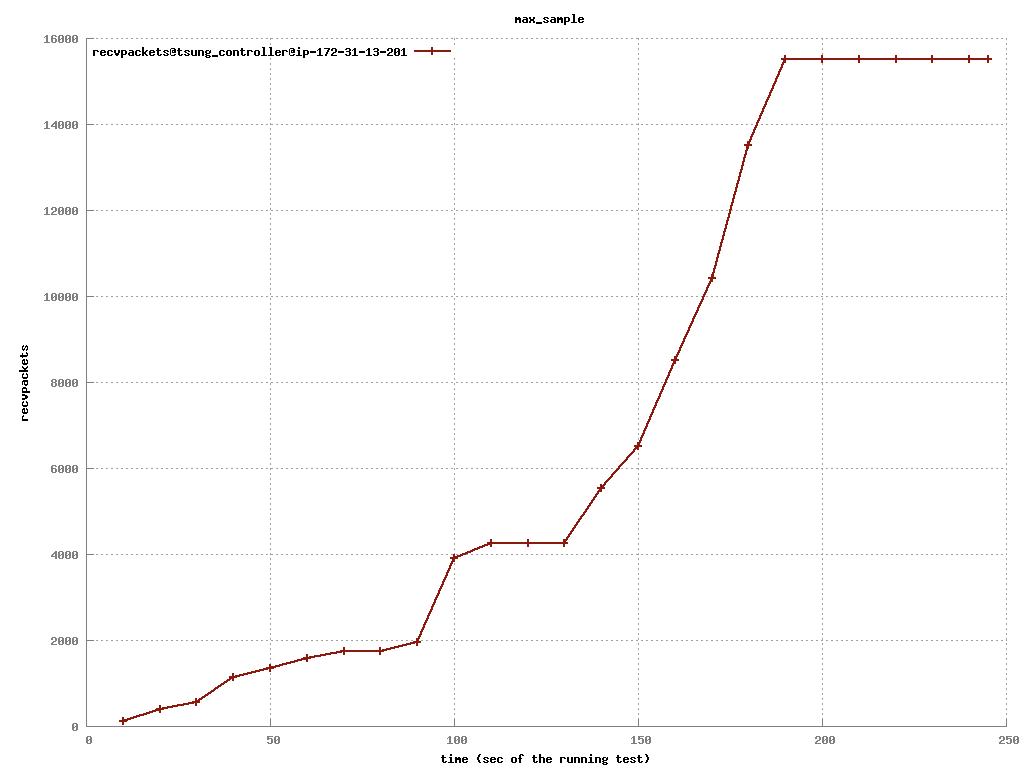 max_sample
recvpackets@tsung_controller@ip-172-31-13-201
16000
14000
12000
10000
8000
6000
4000
2000
0
recvpackets
0 50 100 150 200 250
time (sec of the running test)